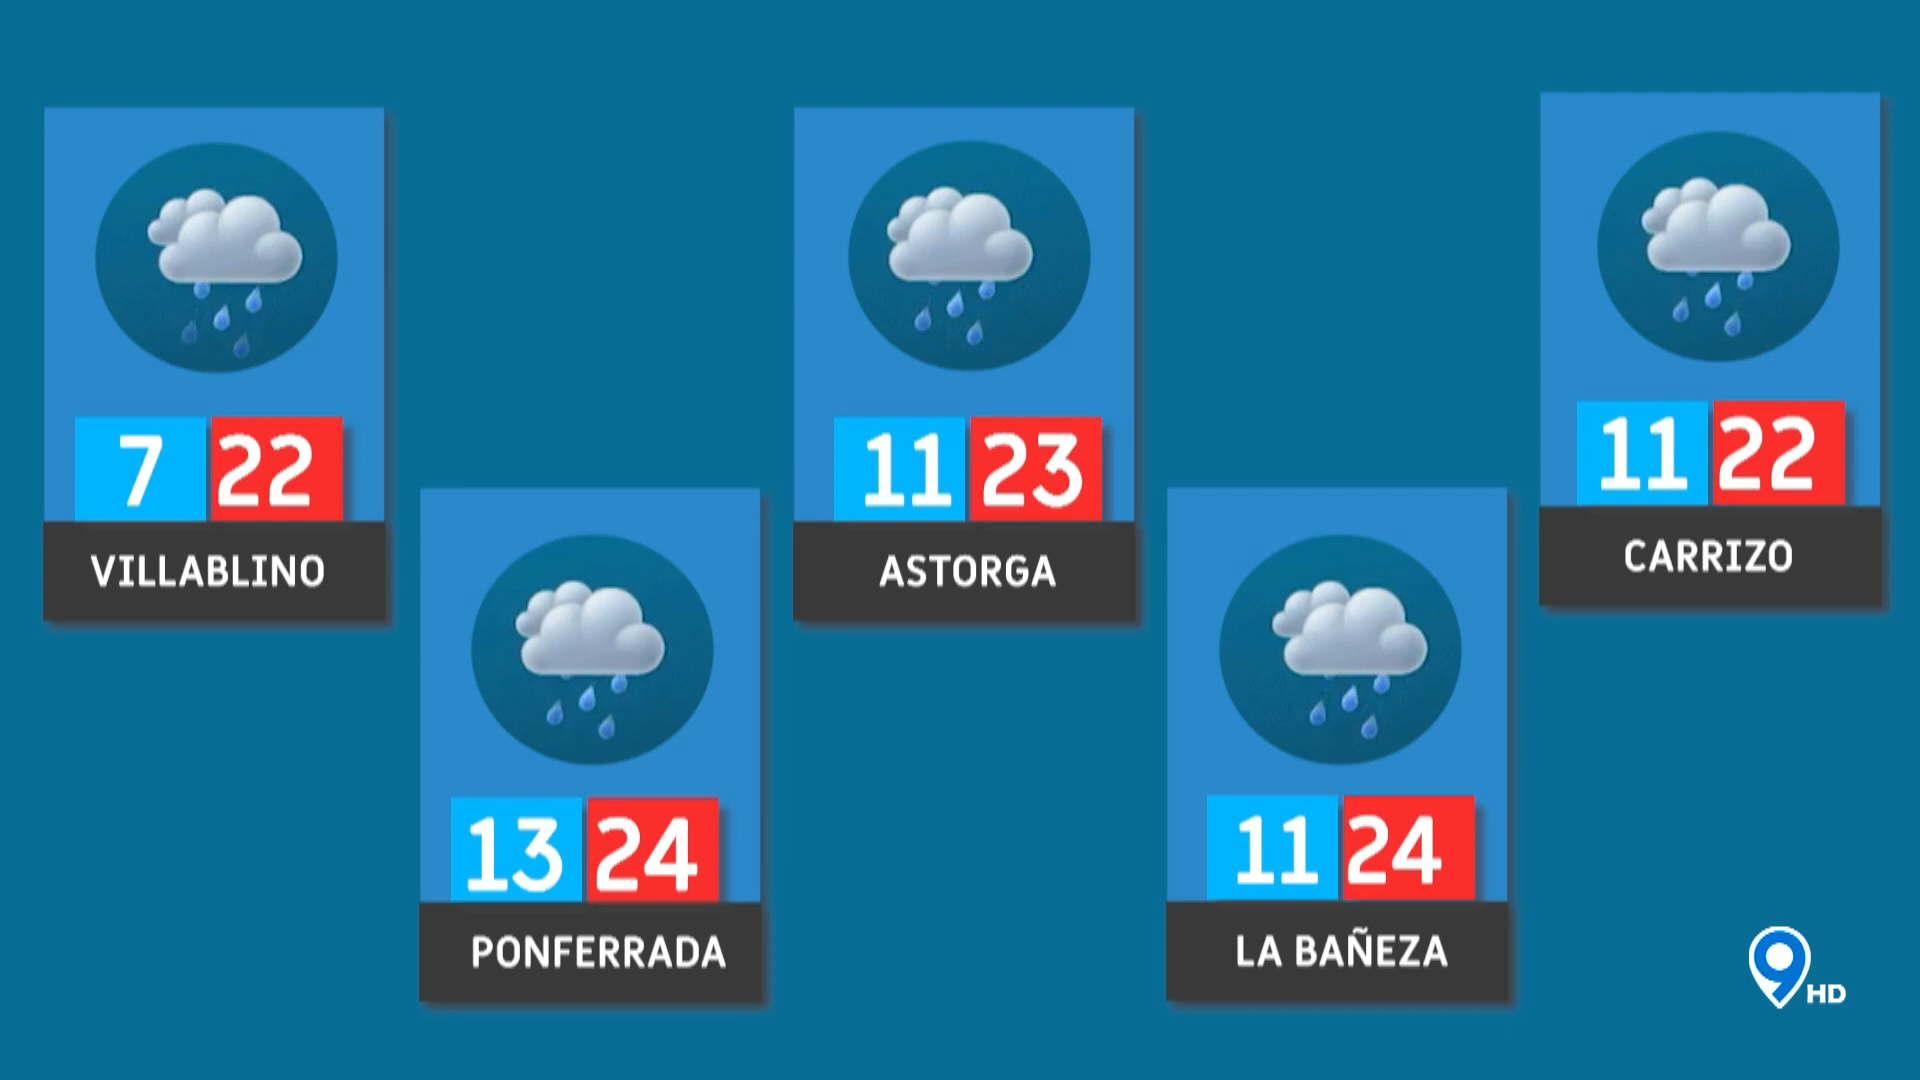 7 22
VILLABLINO
13 24
PONFERRADA
11 23
ASTORGA
11 24
LA BAÑEZA
11 22
CARRIZO
9 HD